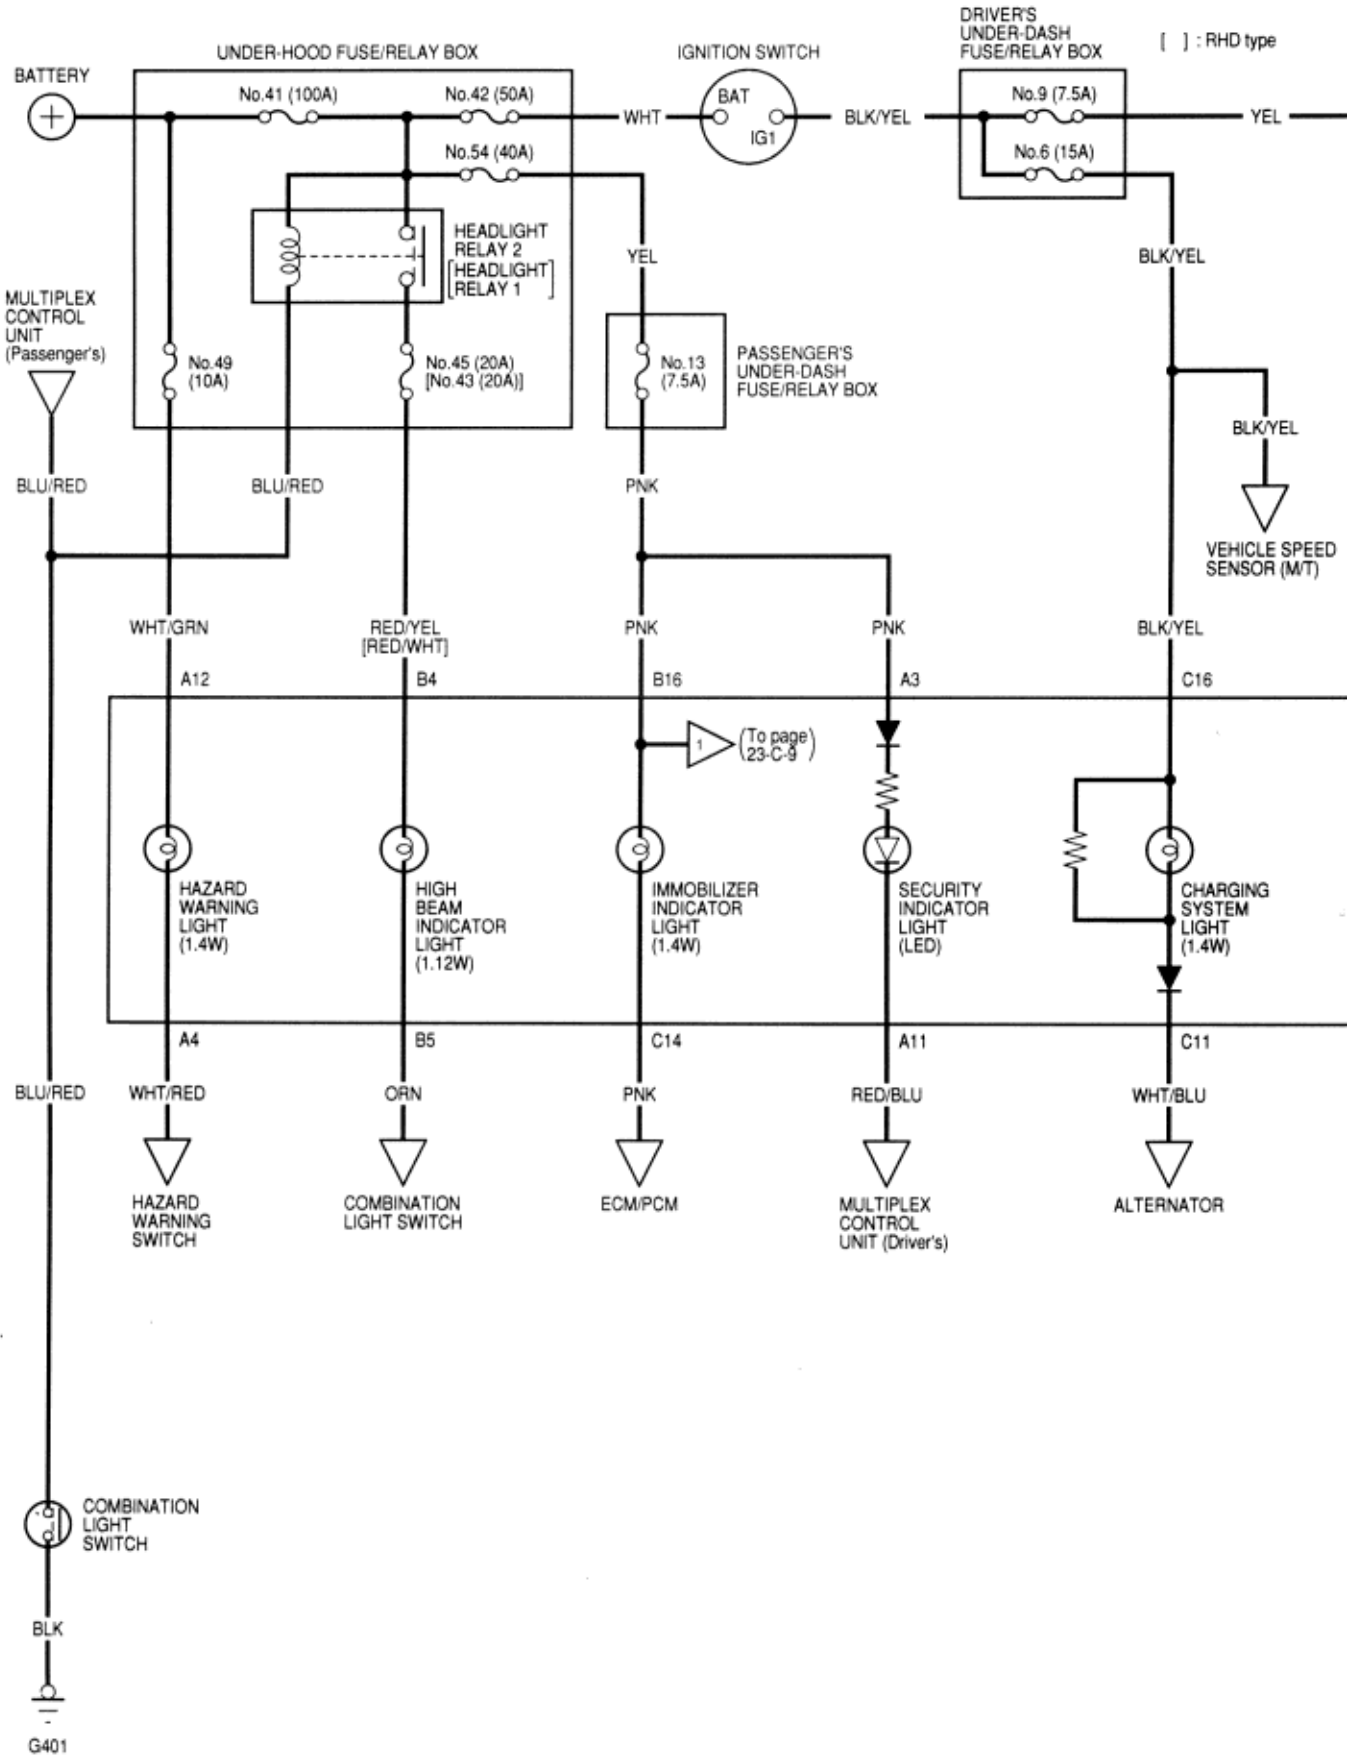 DRIVER'S
UNDER-DASH
FUSE/RELAY BOX
[ ] : RHD type
UNDER-HOOD FUSE/RELAY BOX
IGNITION SWITCH
BATTERY
No.41 (100A)
No.42 (50A)
WHT
BAT
IG1
BLK/YEL
No.9 (7.5A)
YEL
No.54 (40A)
No.6 (15A)
HEADLIGHT
RELAY 2
[HEADLIGHT
RELAY 1]
YEL
BLK/YEL
MULTIPLEX
CONTROL
UNIT
(Passenger's)
No.49
(10A)
No.45 (20A)
[No.43 (20A)]
No.13
(7.5A)
PASSENGER'S
UNDER-DASH
FUSE/RELAY BOX
BLK/YEL
BLU/RED
BLU/RED
PNK
VEHICLE SPEED
SENSOR (M/T)
WHT/GRN
RED/YEL
[RED/WHT]
PNK
PNK
BLK/YEL
A12
B4
B16
A3
C16
1
(To page
23-C-9)
HAZARD
WARNING
LIGHT
(1.4W)
HIGH
BEAM
INDICATOR
LIGHT
(1.12W)
IMMOBILIZER
INDICATOR
LIGHT
(1.4W)
SECURITY
INDICATOR
LIGHT
(LED)
CHARGING
SYSTEM
LIGHT
(1.4W)
A4
B5
C14
A11
C11
BLU/RED
WHT/RED
ORN
PNK
RED/BLU
WHT/BLU
HAZARD
WARNING
SWITCH
COMBINATION
LIGHT SWITCH
ECM/PCM
MULTIPLEX
CONTROL
UNIT (Driver's)
ALTERNATOR
COMBINATION
LIGHT
SWITCH
BLK
G401